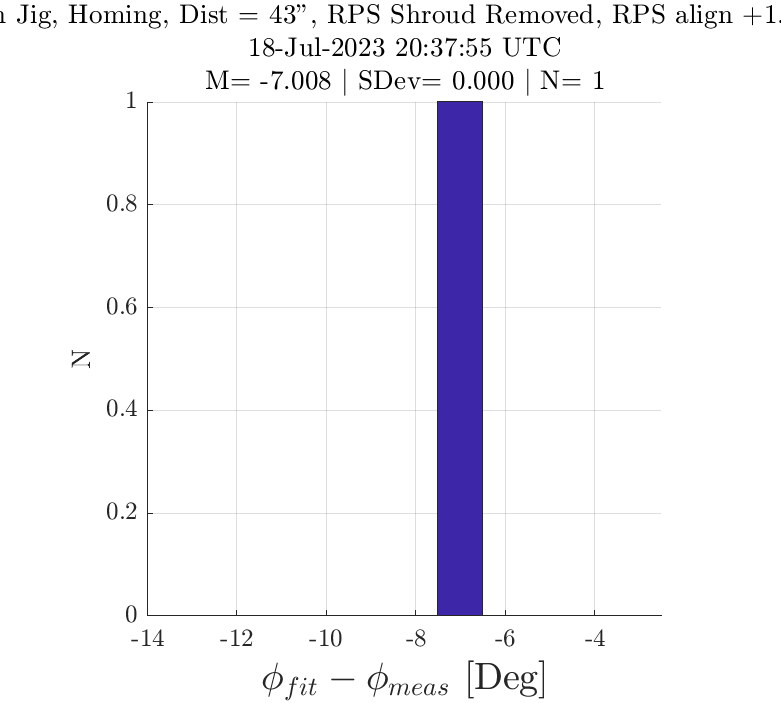 Jig, Homing, Dist = 43”, RPS Shroud Removed, RPS align +1.
18-Jul-2023 20:37:55 UTC
M= -7.008 | SDev= 0.000 | N= 1
1
0.8
0.6
0.4
0.2
0
N
-14 -12 -10 -8 -6 -4
ϕ_fit − ϕ_meas [Deg]